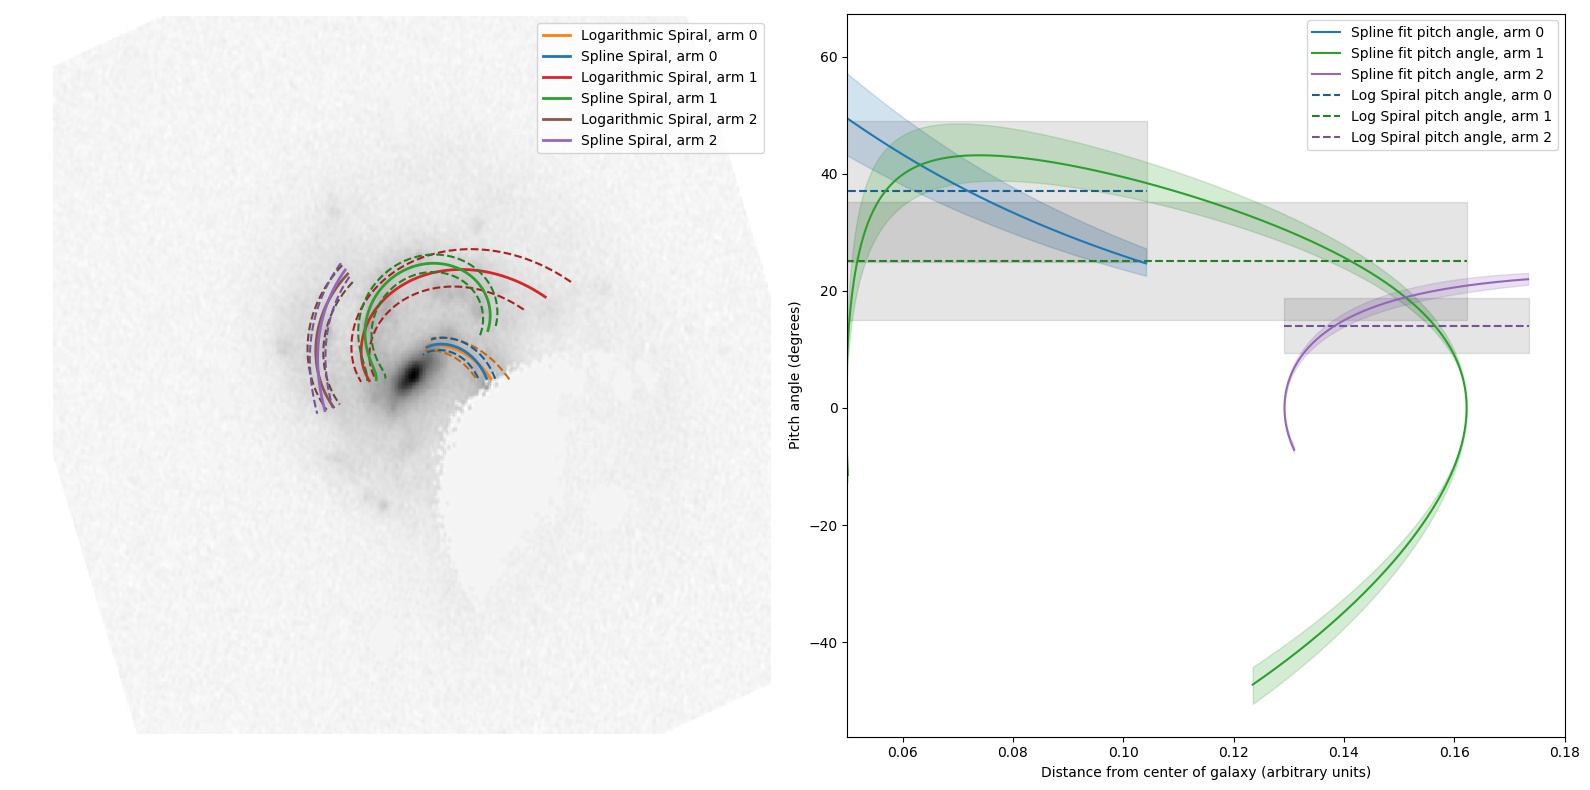 Logarithmic Spiral, arm 0
Spline Spiral, arm 0
Logarithmic Spiral, arm 1
Spline Spiral, arm 1
Logarithmic Spiral, arm 2
Spline Spiral, arm 2
Spline fit pitch angle, arm 0
Spline fit pitch angle, arm 1
Spline fit pitch angle, arm 2
Log Spiral pitch angle, arm 0
Log Spiral pitch angle, arm 1
Log Spiral pitch angle, arm 2
Pitch angle (degrees)
60
40
20
0
−20
−40
0.06 0.08 0.10 0.12 0.14 0.16 0.18
Distance from center of galaxy (arbitrary units)